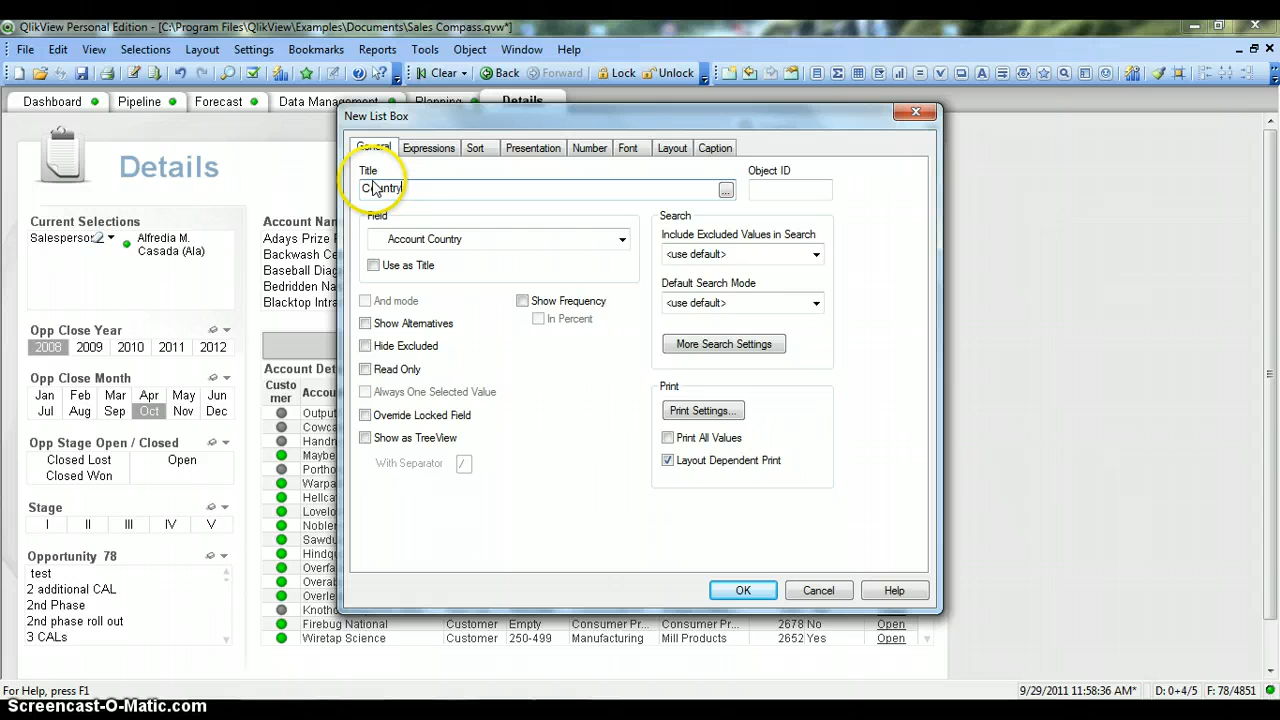 QlikView Personal Edition - [C:\Program Files\QlikView\Examples\Documents\Sales Compass.qvw*]
File Edit View Selections Layout Settings Bookmarks Reports Tools Object Window Help
Clear Back Forward Lock Unlock
Dashboard Pipeline Forecast Data Management Planning Details
New List Box
General Expressions Sort Presentation Number Font Layout Caption
Title
Country
...
Object ID
Field
Account Country
Use as Title
And mode
Show Alternatives
Hide Excluded
Read Only
Always One Selected Value
Override Locked Field
Show as TreeView
With Separator /
Show Frequency
In Percent
Search
Include Excluded Values in Search
<use default>
Default Search Mode
<use default>
More Search Settings
Print
Print Settings...
Print All Values
Layout Dependent Print
OK Cancel Help
Details
Current Selections
Salesperson Alfredia M.
Casada (Ala)
Opp Close Year
2008 2009 2010 2011 2012
Opp Close Month
Jan Feb Mar Apr May Jun
Jul Aug Sep Oct Nov Dec
Opp Stage Open / Closed
Closed Lost Open
Closed Won
Stage
I II III IV V
Opportunity 78
test
2 additional CAL
2nd Phase
2nd phase roll out
3 CALs
Account Name
Adays Prize
Backwash
Baseball Diag
Bedridden
Blacktop Intra
Account Det
Custo
mer
Accou
Output
Cowca
Handn
Maybe
Portho
Warpa
Hellca
Lovelo
Noble
Sawdu
Hindq
Overfa
Overa
Overle
Knotho
Firebug National Customer Empty Consumer Pr... Consumer Pr... 2678 No Open
Wiretap Science Customer 250-499 Manufacturing Mill Products 2652 Yes Open
For Help, press F1
9/29/2011 11:58:36 AM* D: 0+4/5 F: 78/4851
Screencast-O-Matic.com